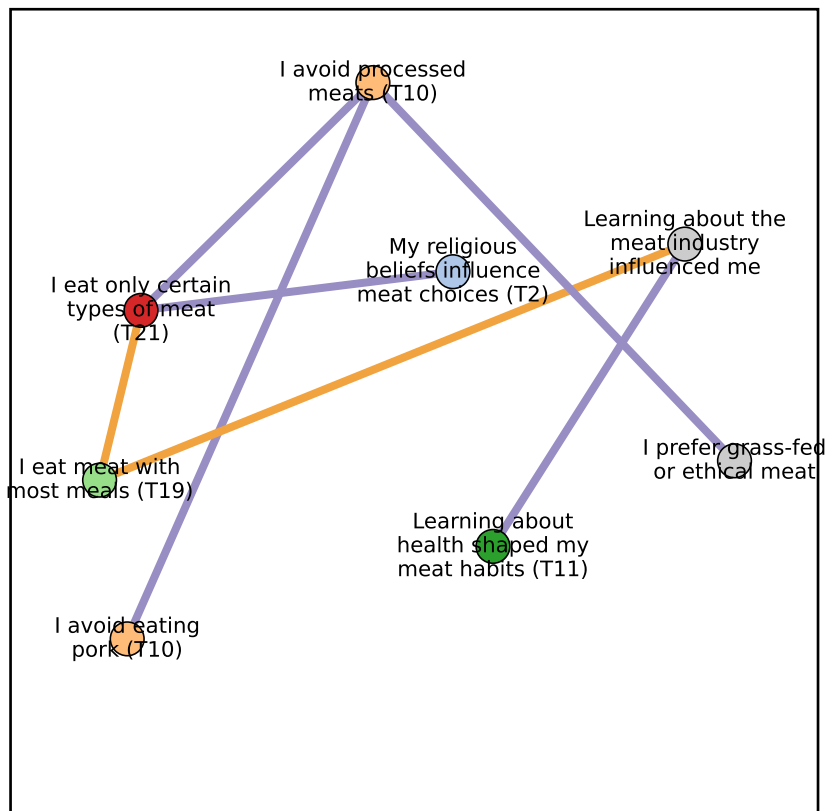 I avoid processed
meats (T10)
Learning about the
meat industry
influenced me
My religious
beliefs influence
meat choices (T2)
I eat only certain
types of meat
(T21)
I prefer grass-fed
or ethical meat
I eat meat with
most meals (T19)
Learning about
health shaped my
meat habits (T11)
I avoid eating
pork (T10)